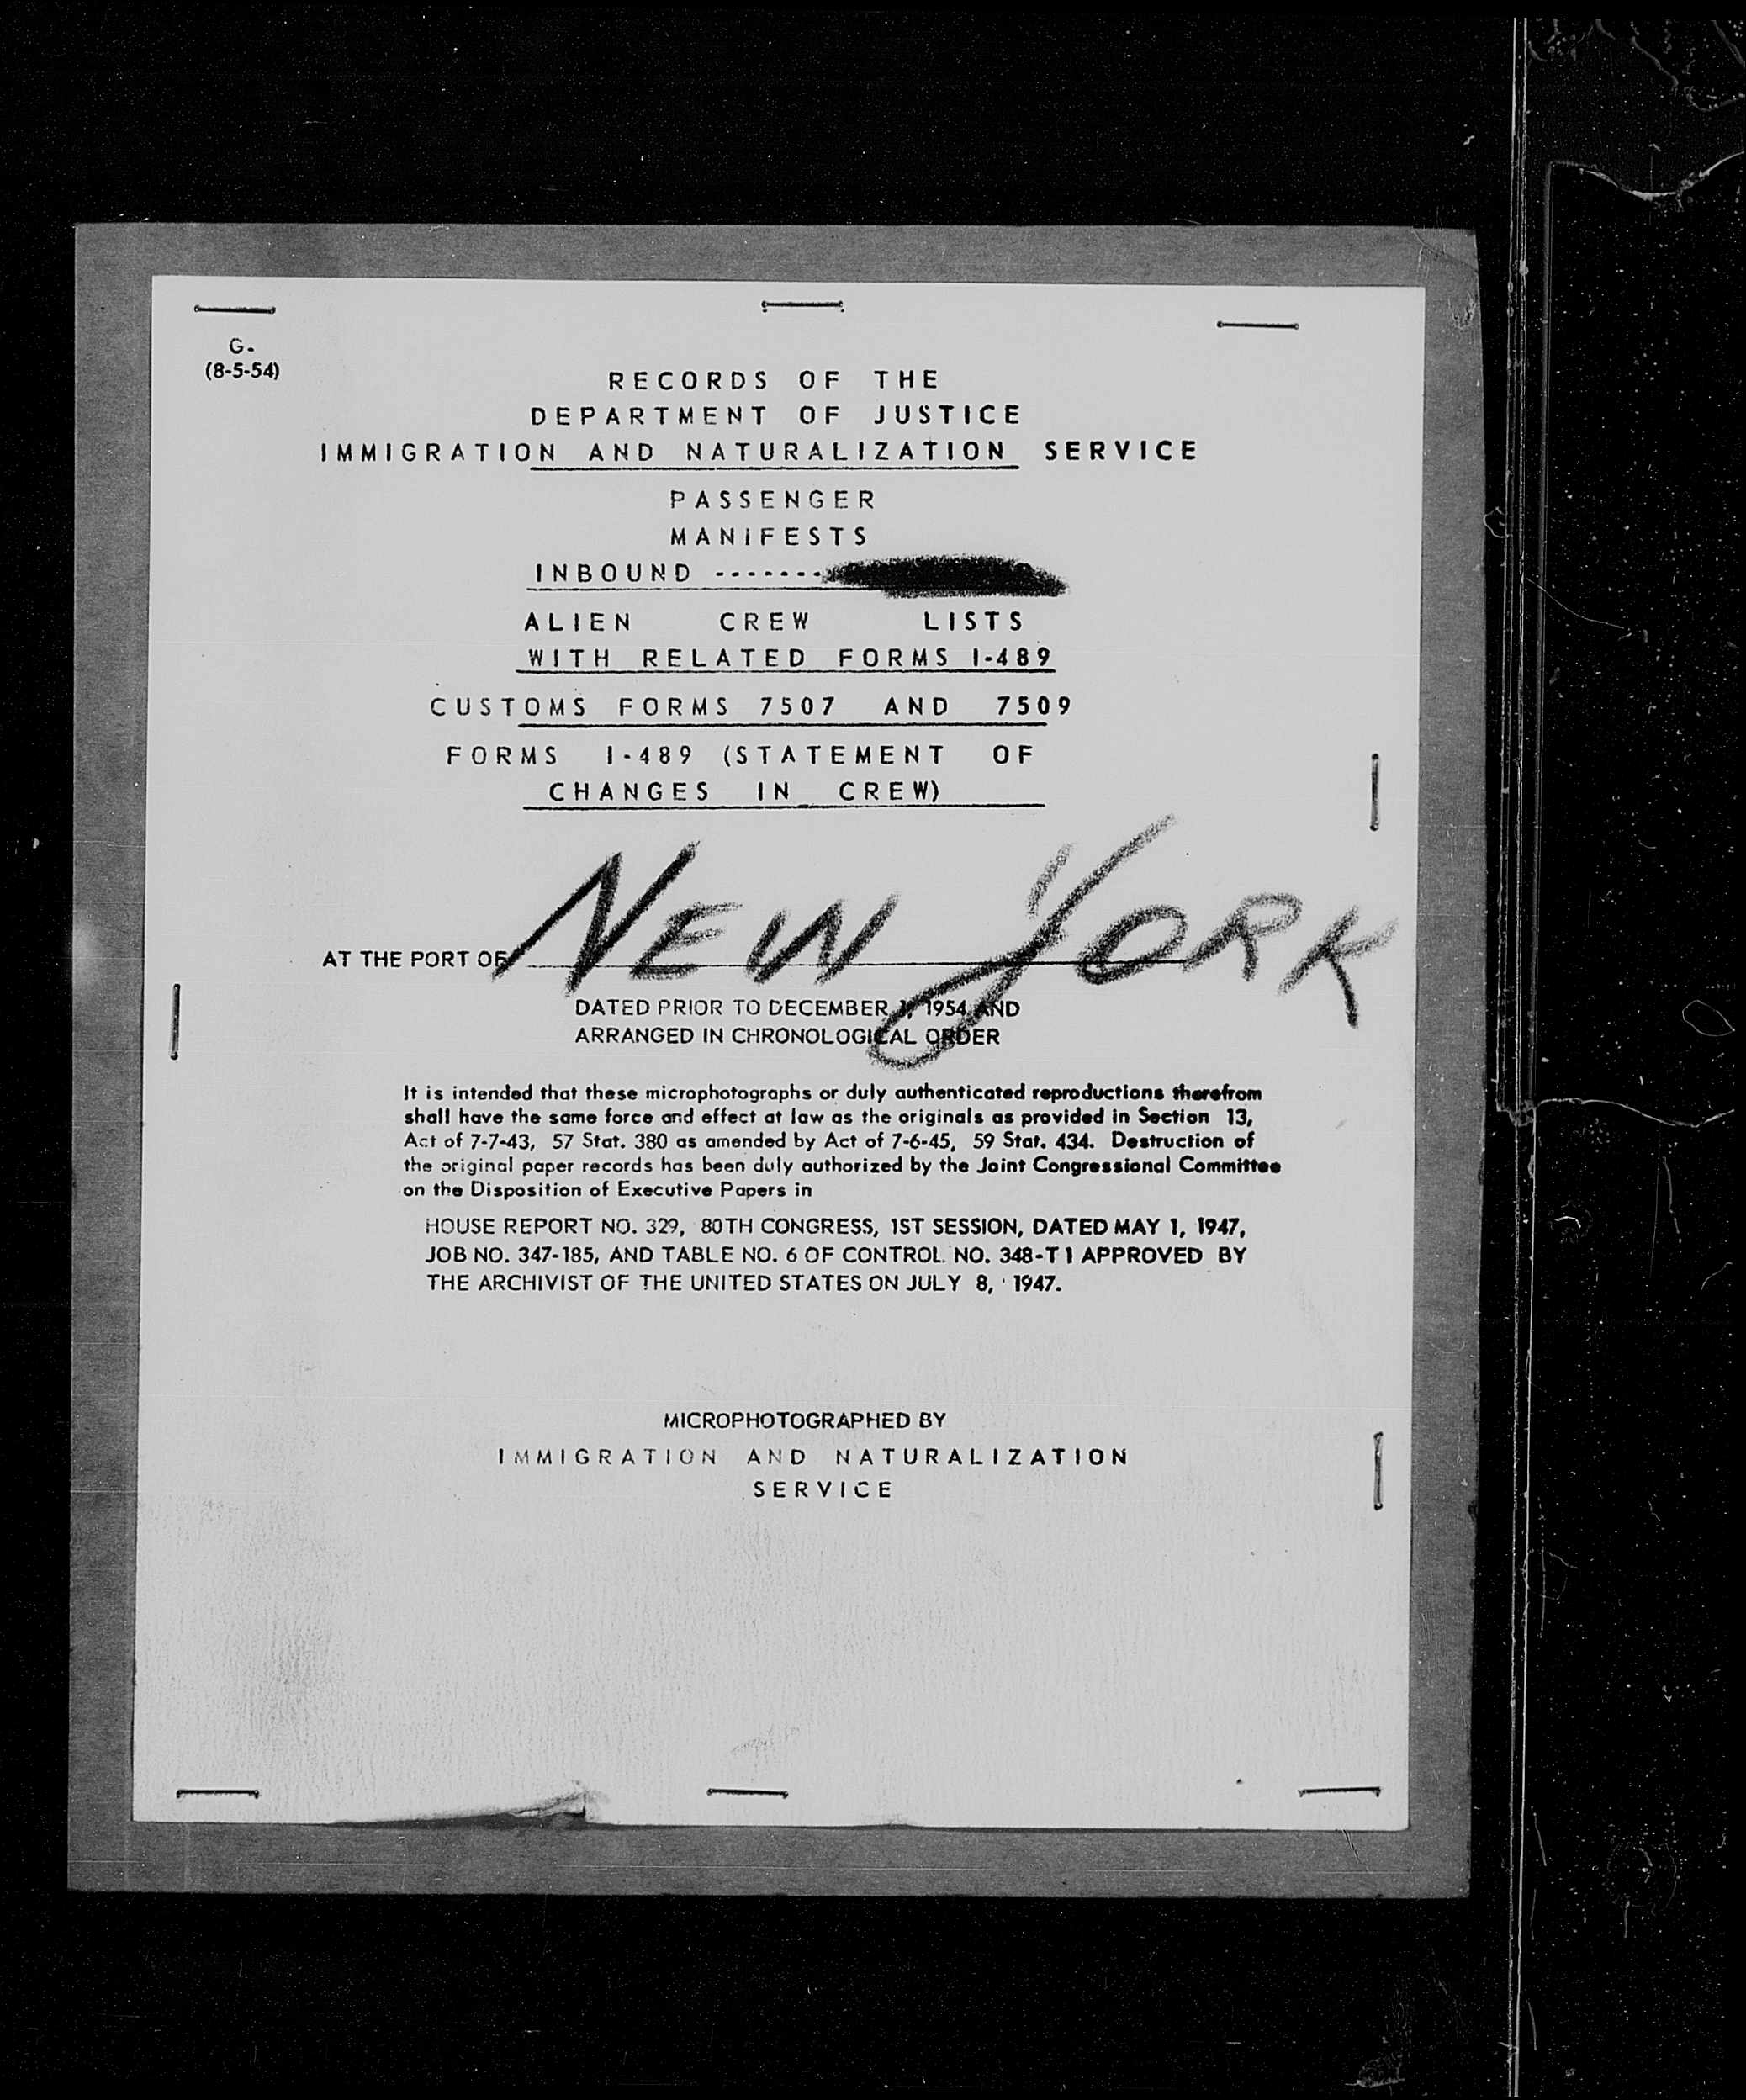 G-
(8-5-54)
RECORDS OF THE
DEPARTMENT OF JUSTICE
IMMIGRATION AND NATURALIZATION SERVICE
PASSENGER
MANIFESTS
INBOUND -------
ALIEN CREW LISTS
WITH RELATED FORMS I-489
CUSTOMS FORMS 7507 AND 7509
FORMS I-489 (STATEMENT OF
CHANGES IN CREW)
AT THE PORT OF NEW YORK
DATED PRIOR TO DECEMBER 1, 1954 AND
ARRANGED IN CHRONOLOGICAL ORDER
It is intended that these microphotographs or duly authenticated reproductions therefrom
shall have the same force and effect at law as the originals as provided in Section 13,
Act of 7-7-43, 57 Stat. 380 as amended by Act of 7-6-45, 59 Stat. 434. Destruction of
the original paper records has been duly authorized by the Joint Congressional Committee
on the Disposition of Executive Papers in
HOUSE REPORT NO. 329, 80TH CONGRESS, 1ST SESSION, DATED MAY 1, 1947,
JOB NO. 347-185, AND TABLE NO. 6 OF CONTROL NO. 348-T1 APPROVED BY
THE ARCHIVIST OF THE UNITED STATES ON JULY 8, 1947.
MICROPHOTOGRAPHED BY
IMMIGRATION AND NATURALIZATION
SERVICE